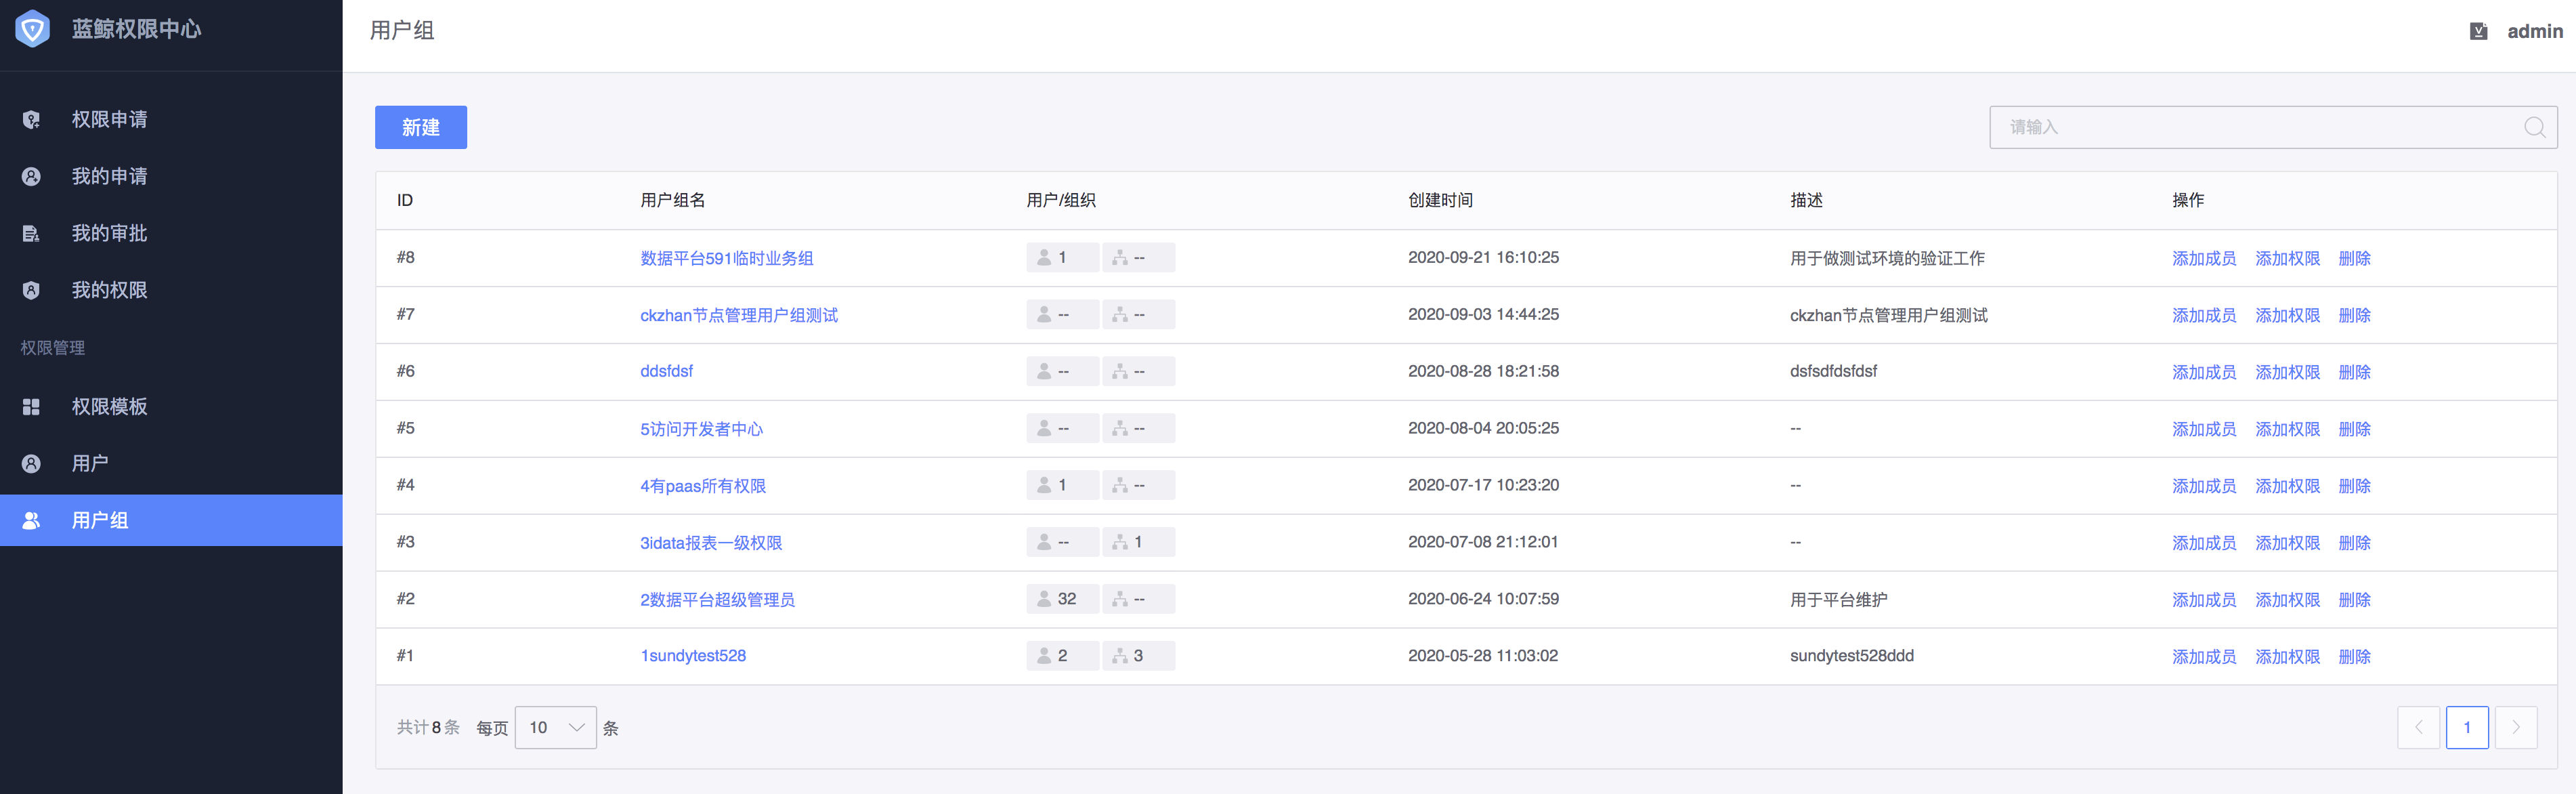 蓝鲸权限中心
用户组
admin
权限申请
我的申请
我的审批
我的权限
权限管理
权限模板
用户
用户组
新建
请输入
ID 用户组名 用户/组织 创建时间 描述 操作
#8 数据平台591临时业务组 1 -- 2020-09-21 16:10:25 用于做测试环境的验证工作 添加成员 添加权限 删除
#7 ckzhan节点管理用户组测试 -- -- 2020-09-03 14:44:25 ckzhan节点管理用户组测试 添加成员 添加权限 删除
#6 ddsfdsf -- -- 2020-08-28 18:21:58 dsfsdfdsfdsf 添加成员 添加权限 删除
#5 5访问开发者中心 -- -- 2020-08-04 20:05:25 -- 添加成员 添加权限 删除
#4 4有paas所有权限 1 -- 2020-07-17 10:23:20 -- 添加成员 添加权限 删除
#3 3idata报表一级权限 -- 1 2020-07-08 21:12:01 -- 添加成员 添加权限 删除
#2 2数据平台超级管理员 32 -- 2020-06-24 10:07:59 用于平台维护 添加成员 添加权限 删除
#1 1sundytest528 2 3 2020-05-28 11:03:02 sundytest528ddd 添加成员 添加权限 删除
共计8条 每页 10 条
1